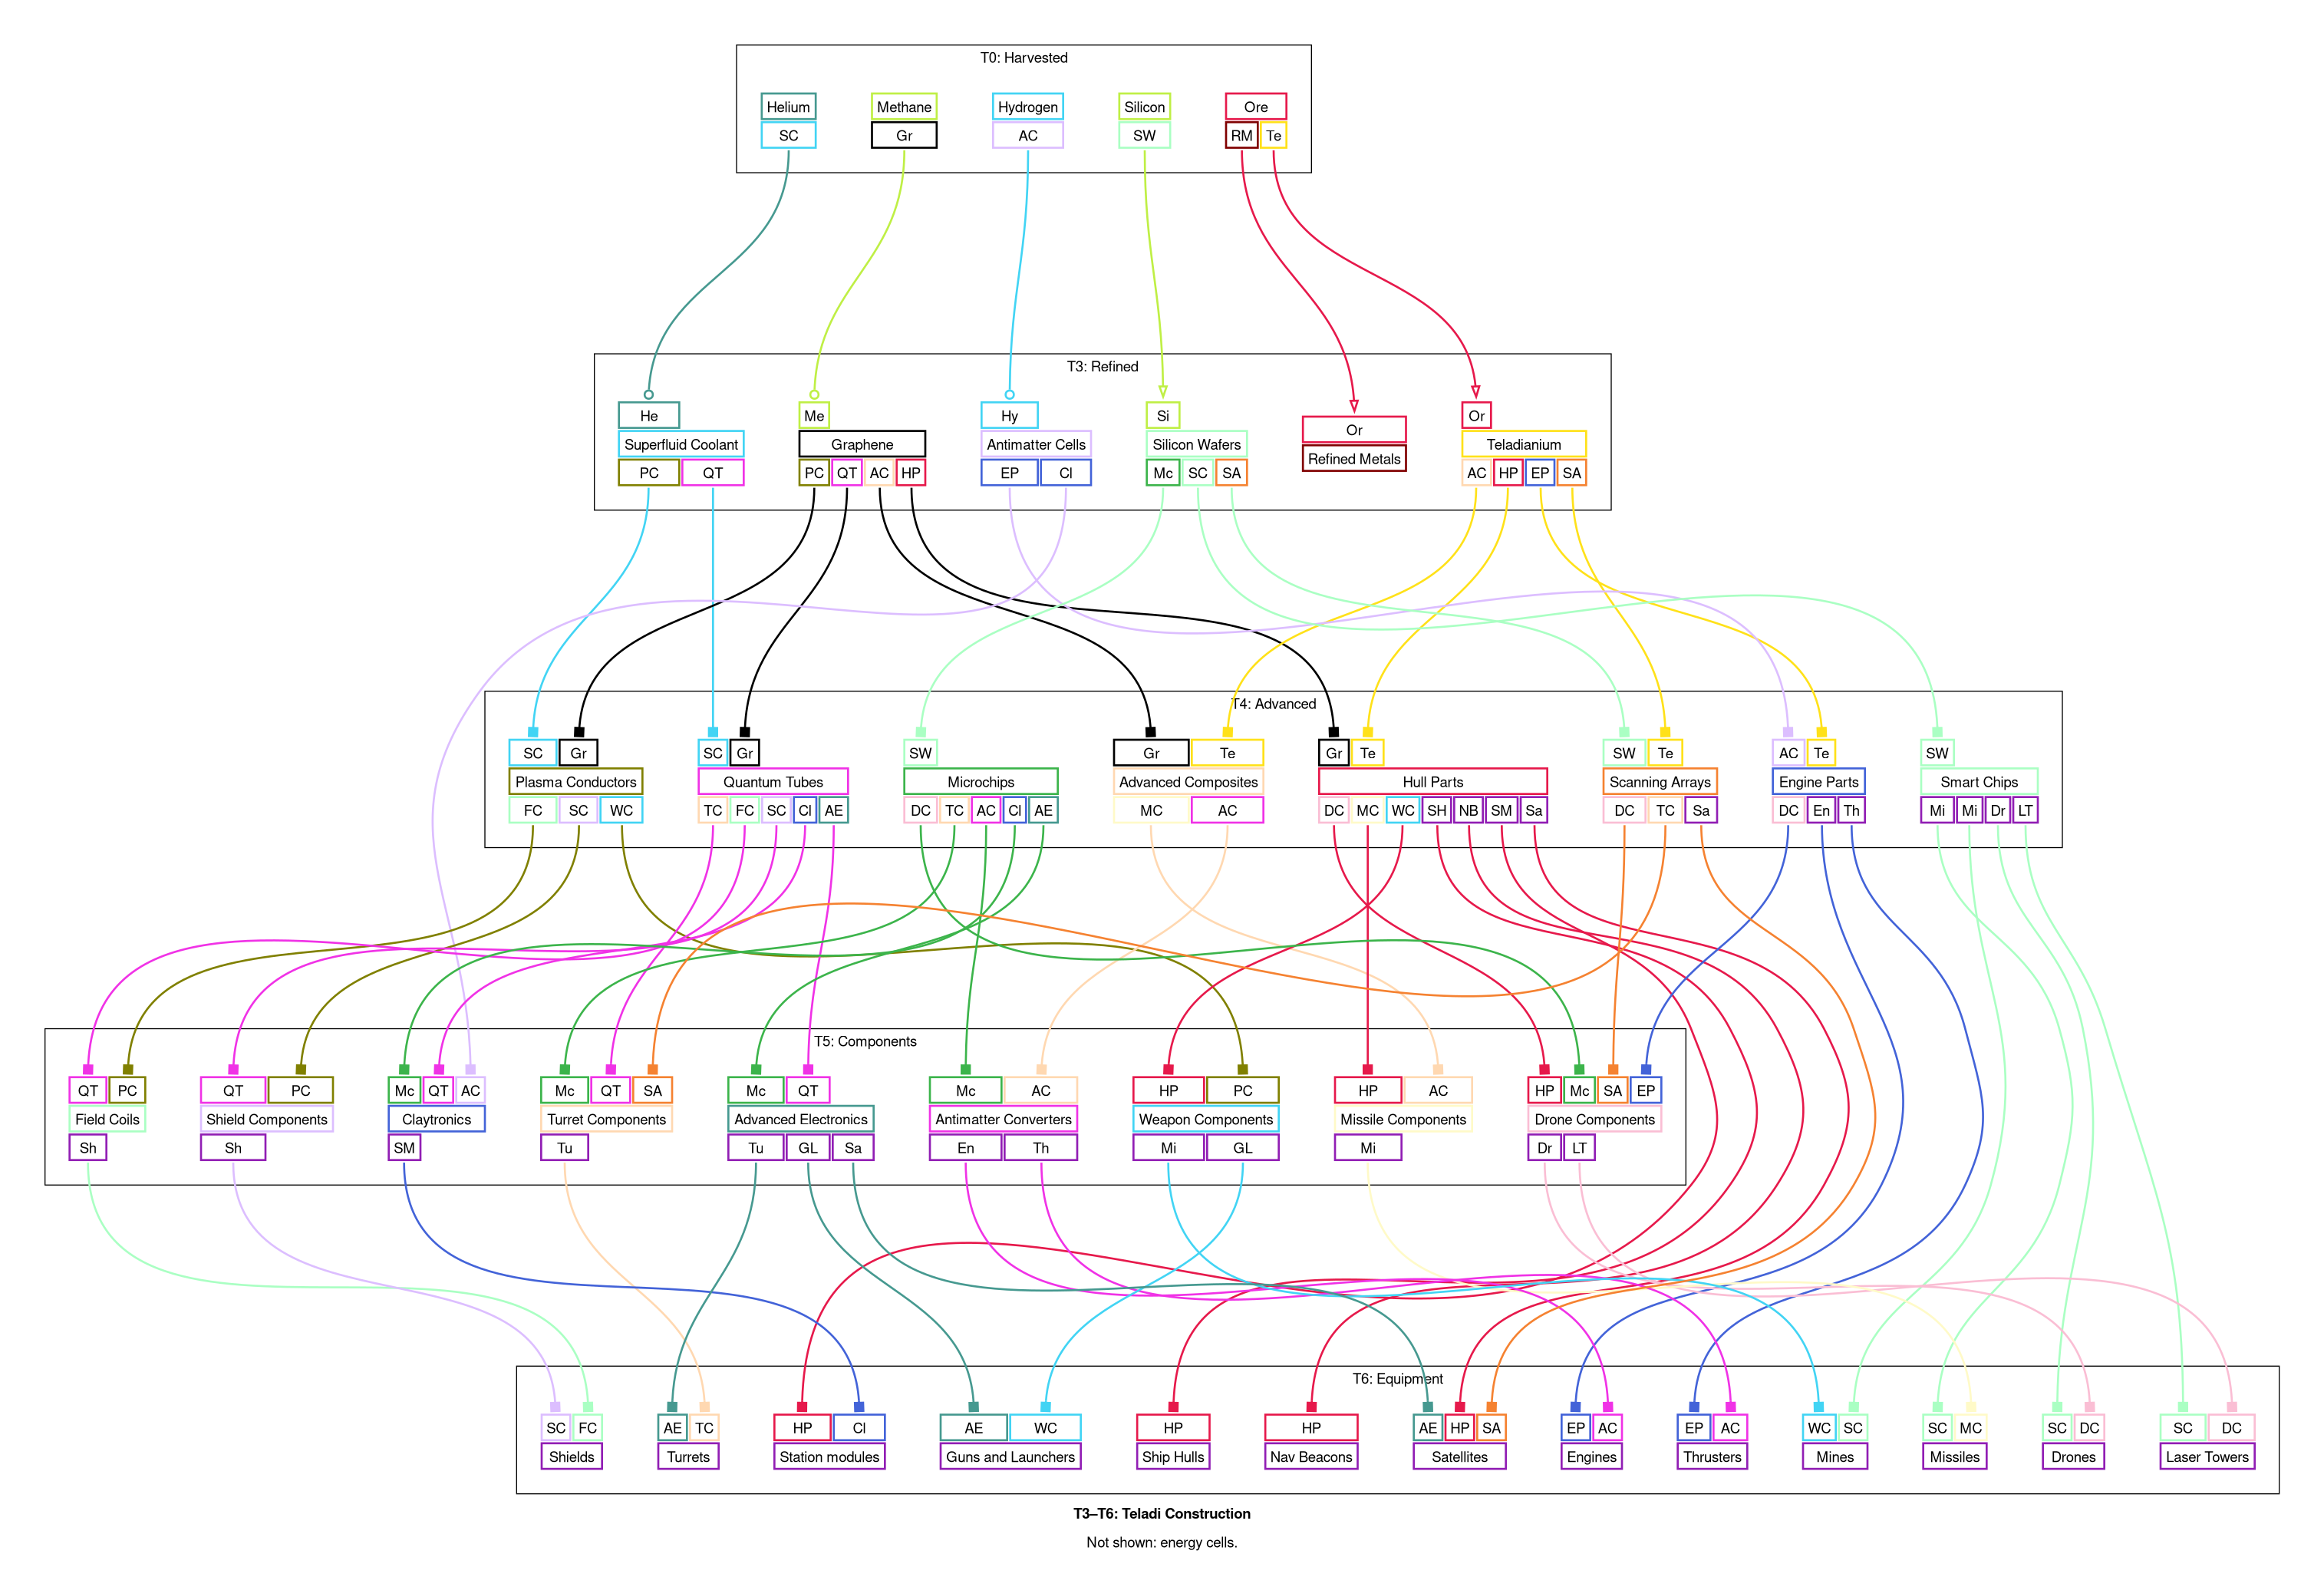 T0: Harvested
Helium Methane Hydrogen Silicon Ore
SC Gr AC SW RM Te
T3: Refined
He Me Hy Si Or Or
Superfluid Coolant Graphene Antimatter Cells Silicon Wafers Refined Metals Teladianium
PC QT PC QT AC HP EP Cl Mc SC SA AC HP EP SA
T4: Advanced
SC Gr SC Gr SW Gr Te Gr Te SW Te AC Te SW
Plasma Conductors Quantum Tubes Microchips Advanced Composites Hull Parts Scanning Arrays Engine Parts Smart Chips
FC SC WC TC FC SC Cl AE DC TC AC Cl AE MC AC DC MC WC SH NB SM Sa DC TC Sa DC En Th Mi Mi Dr LT
T5: Components
QT PC QT PC Mc QT AC Mc QT SA Mc QT Mc AC HP PC HP AC HP Mc SA EP
Field Coils Shield Components Claytronics Turret Components Advanced Electronics Antimatter Converters Weapon Components Missile Components Drone Components
Sh Sh SM Tu Tu GL Sa En Th Mi GL Mi Dr LT
T6: Equipment
SC FC AE TC HP Cl AE WC HP HP AE HP SA EP AC EP AC WC SC SC MC SC DC SC DC
Shields Turrets Station modules Guns and Launchers Ship Hulls Nav Beacons Satellites Engines Thrusters Mines Missiles Drones Laser Towers
T3–T6: Teladi Construction
Not shown: energy cells.